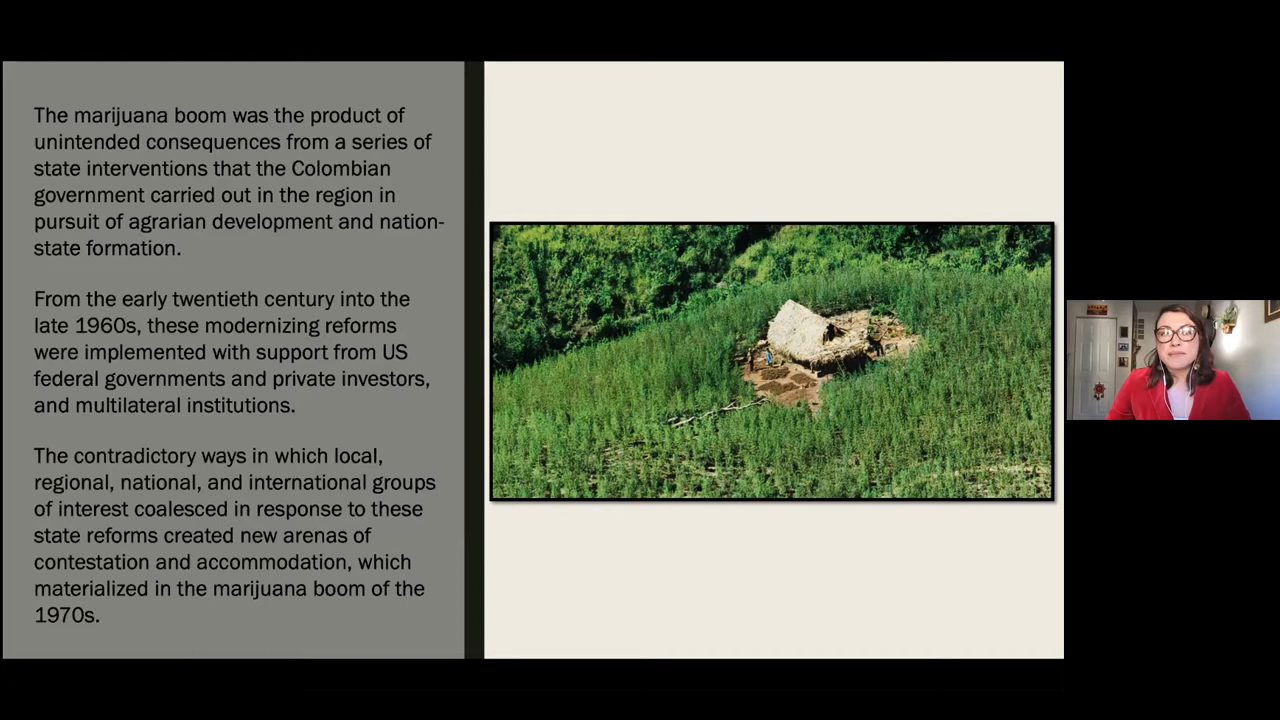 The marijuana boom was the product of
unintended consequences from a series of
state interventions that the Colombian
government carried out in the region in
pursuit of agrarian development and nation-
state formation.
From the early twentieth century into the
late 1960s, these modernizing reforms
were implemented with support from US
federal governments and private investors,
and multilateral institutions.
The contradictory ways in which local,
regional, national, and international groups
of interest coalesced in response to these
state reforms created new arenas of
contestation and accommodation, which
materialized in the marijuana boom of the
1970s.